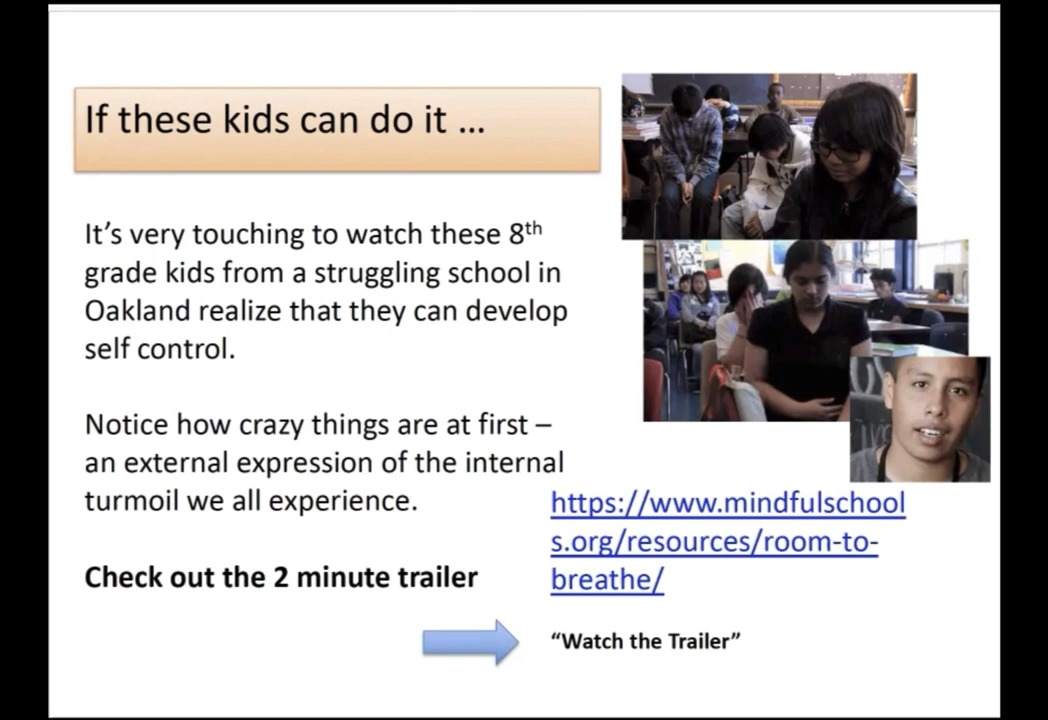 If these kids can do it …
It’s very touching to watch these 8th
grade kids from a struggling school in
Oakland realize that they can develop
self control.
Notice how crazy things are at first –
an external expression of the internal
turmoil we all experience.
Check out the 2 minute trailer
https://www.mindfulschool
s.org/resources/room-to-
breathe/
“Watch the Trailer”